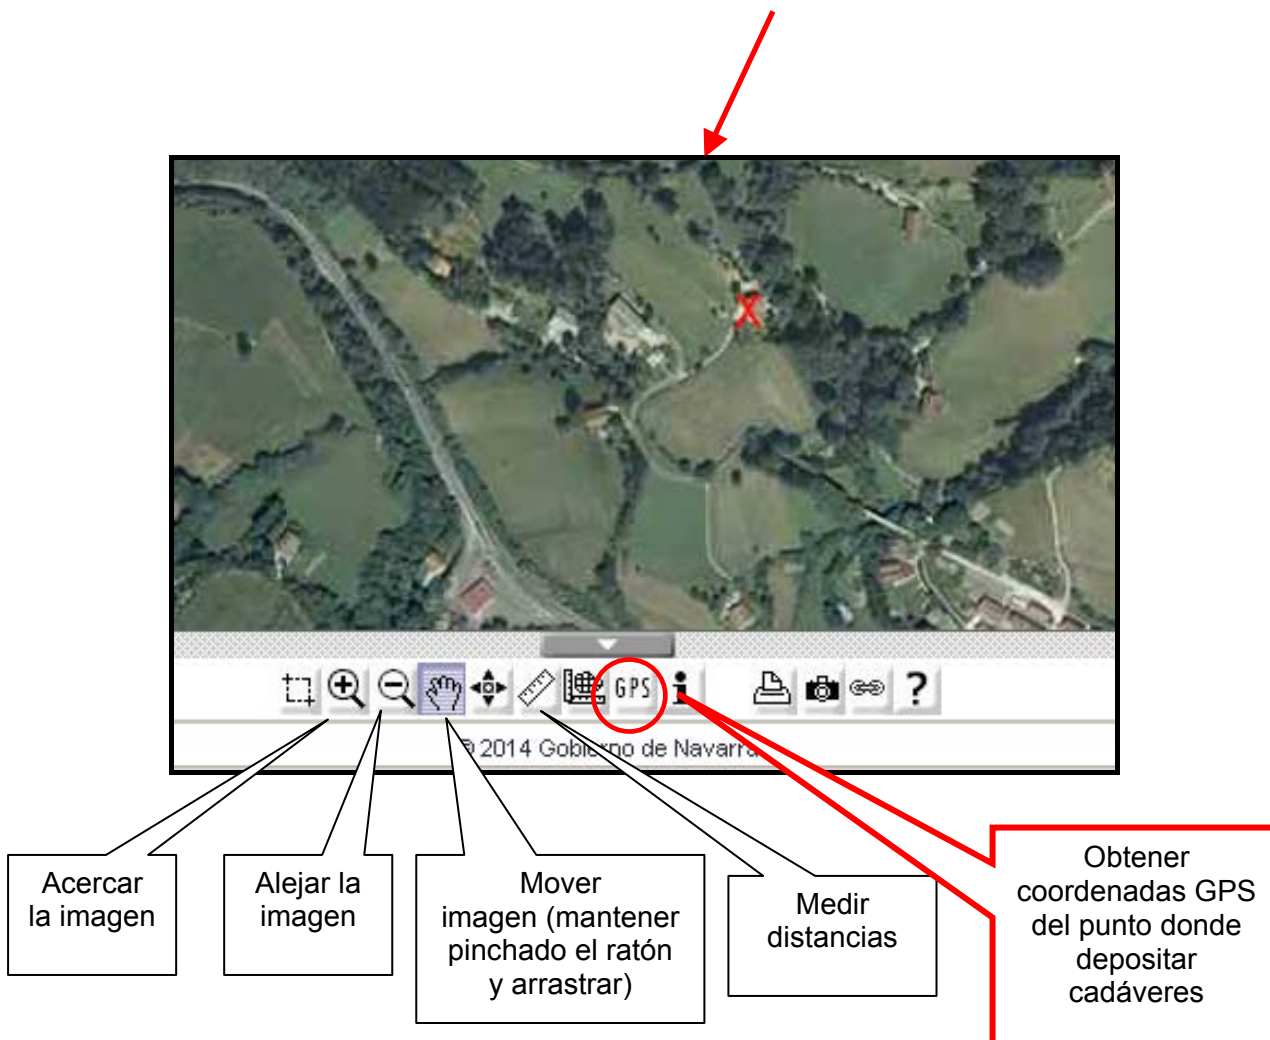 X
GPS
i
?
© 2014 Gobierno de Navarra
Acercar
la imagen
Alejar la
imagen
Mover
imagen (mantener
pinchado el ratón
y arrastrar)
Medir
distancias
Obtener
coordenadas GPS
del punto donde
depositar
cadáveres